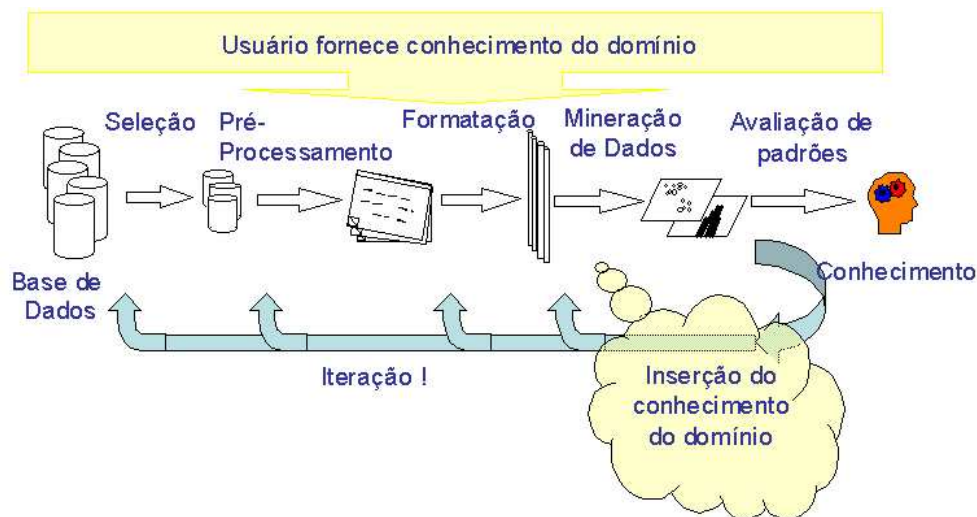 Usuário fornece conhecimento do domínio
Seleção
Pré-
Processamento
Formatação
Mineração
de Dados
Avaliação de
padrões
Base de
Dados
Conhecimento
Iteração !
Inserção do
conhecimento
do domínio